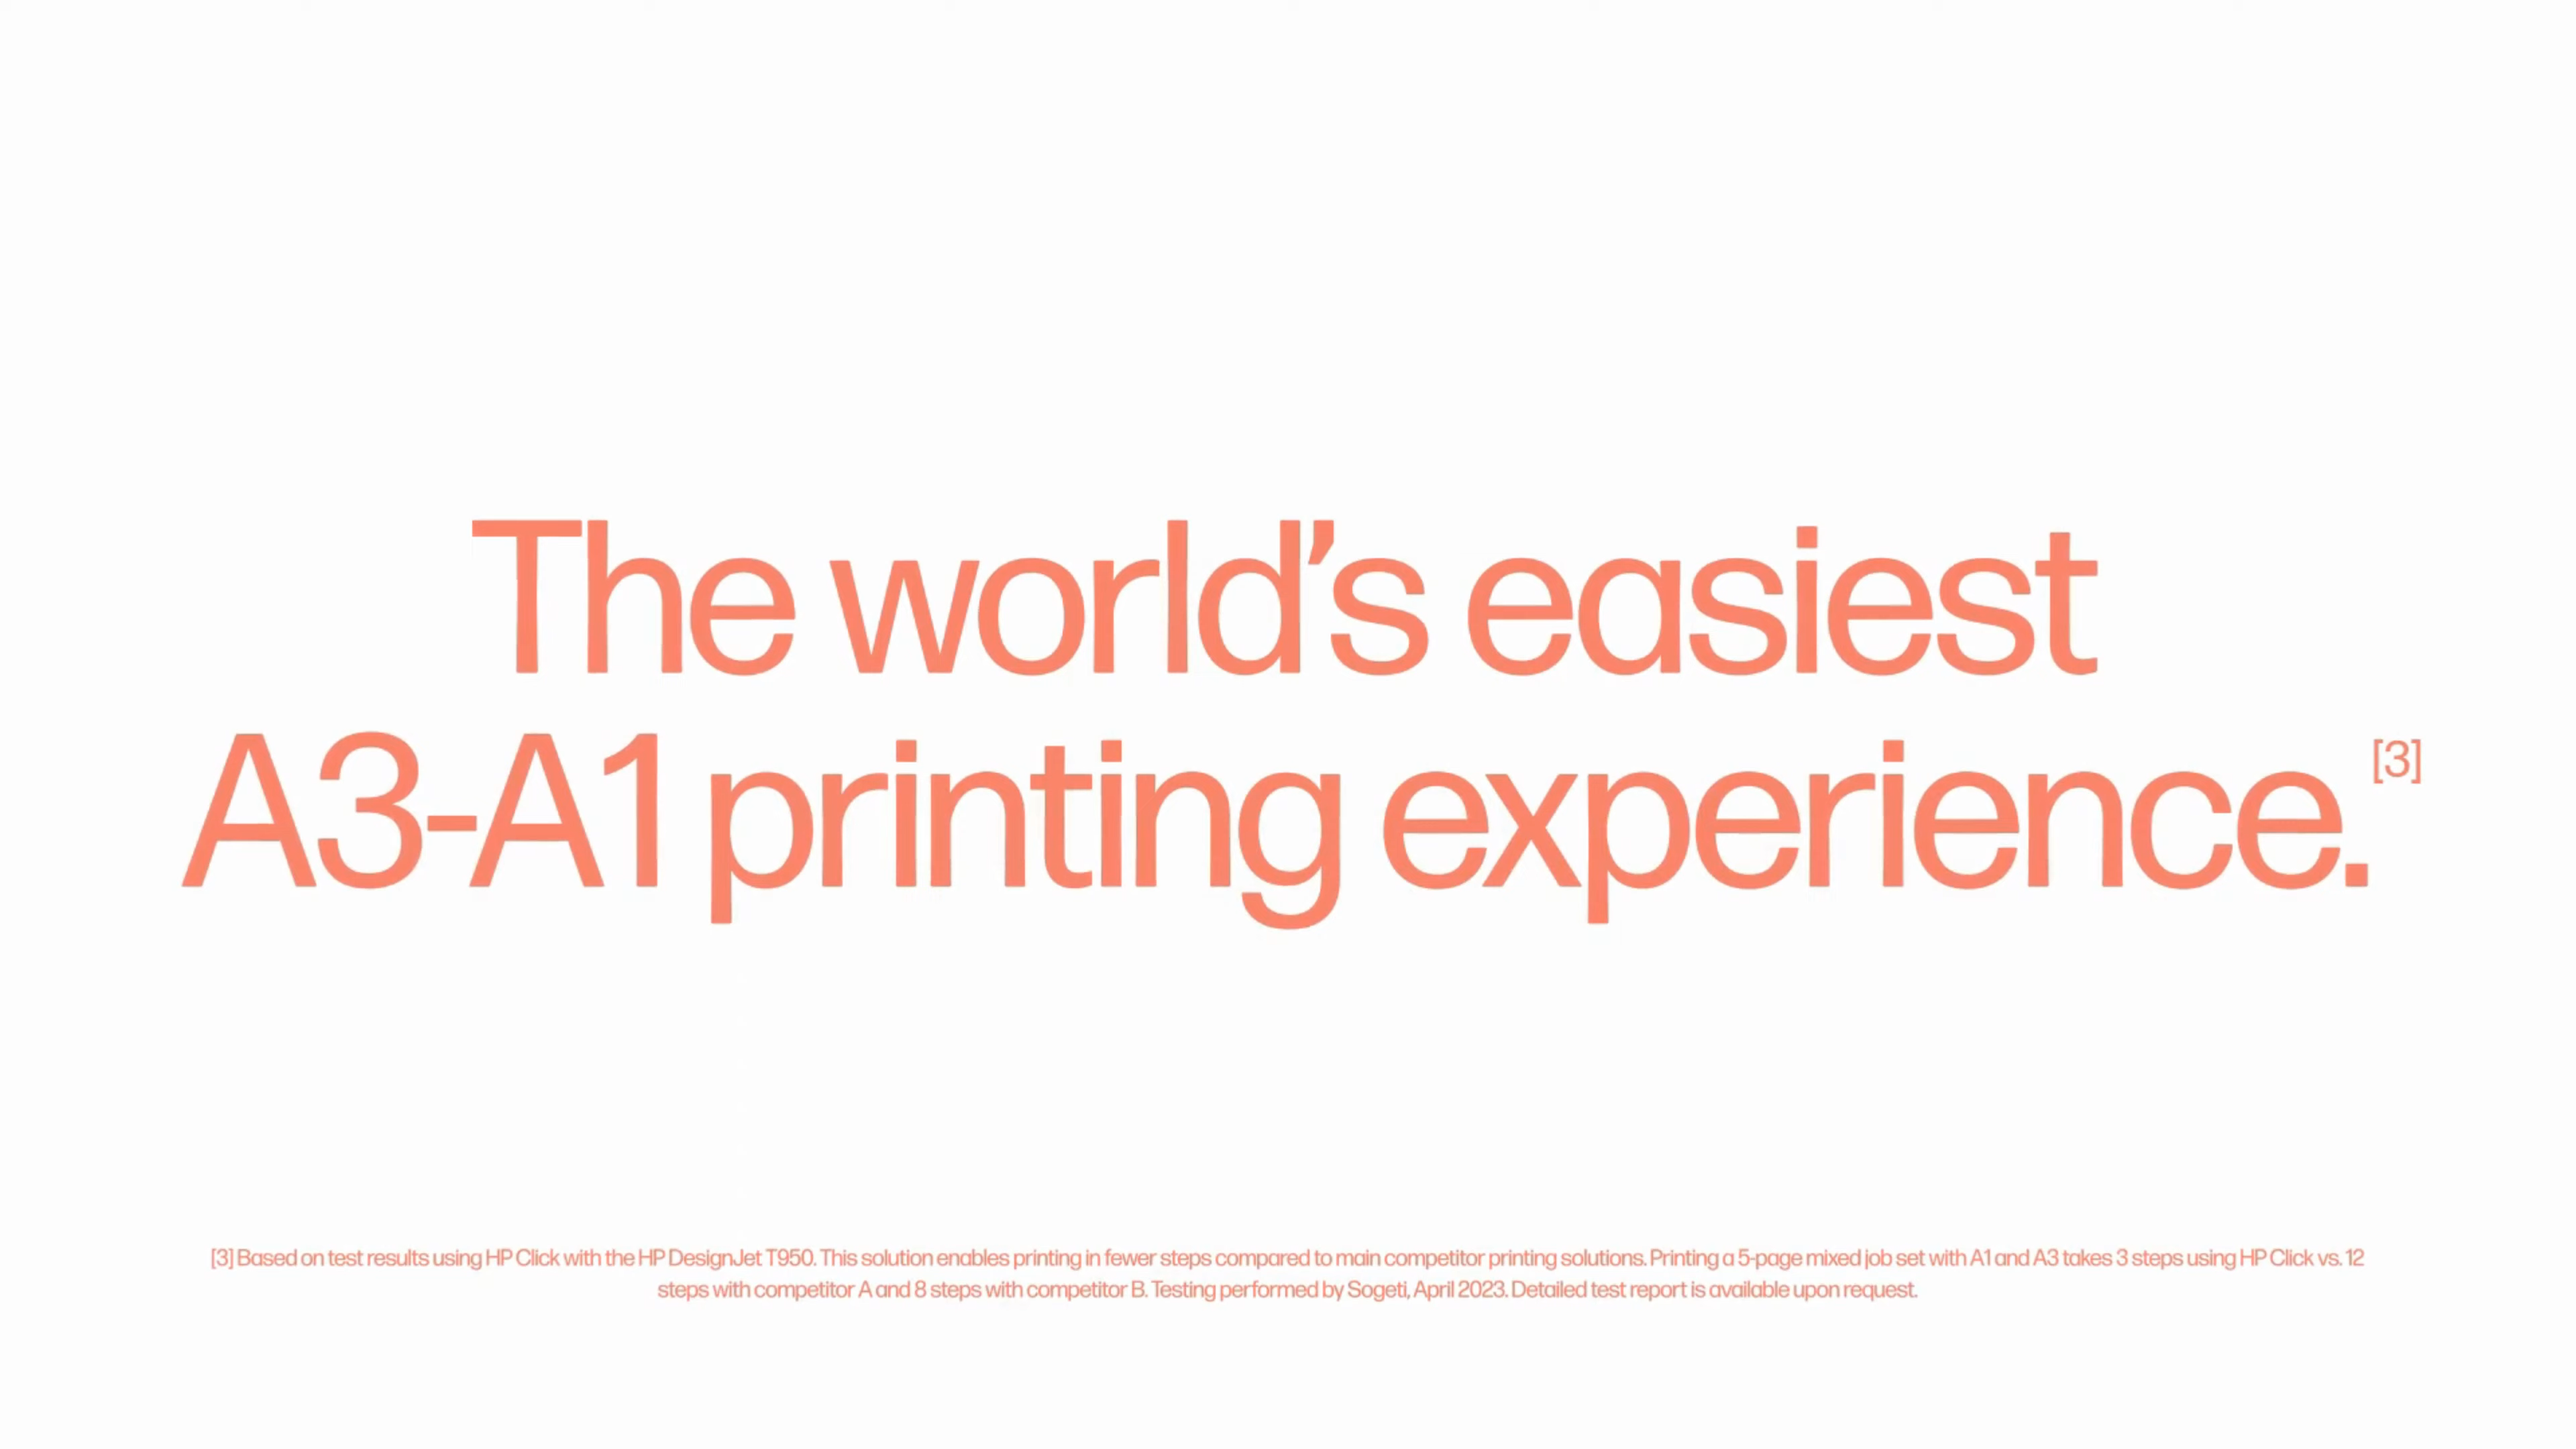 The world’s easiest
A3-A1 printing experience.[3]
[3] Based on test results using HP Click with the HP DesignJet T950. This solution enables printing in fewer steps compared to main competitor printing solutions. Printing a 5-page mixed job set with A1 and A3 takes 3 steps using HP Click vs. 12
steps with competitor A and 8 steps with competitor B. Testing performed by Sogeti, April 2023. Detailed test report is available upon request.